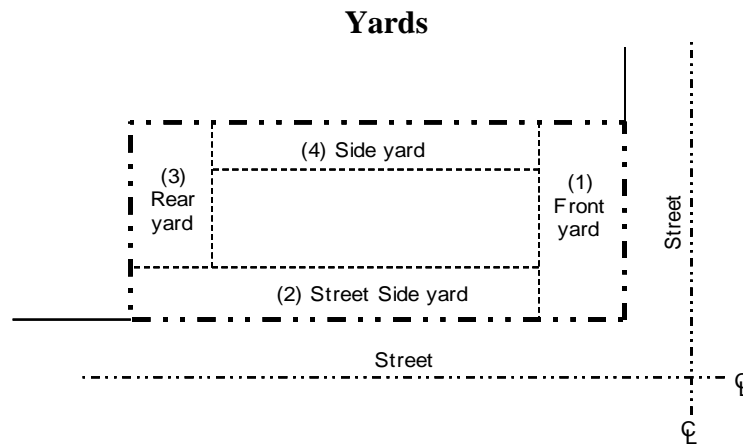 Yards
(4) Side yard
(3)
Rear
yard
(1)
Front
yard
Street
(2) Street Side yard
Street
℄
℄